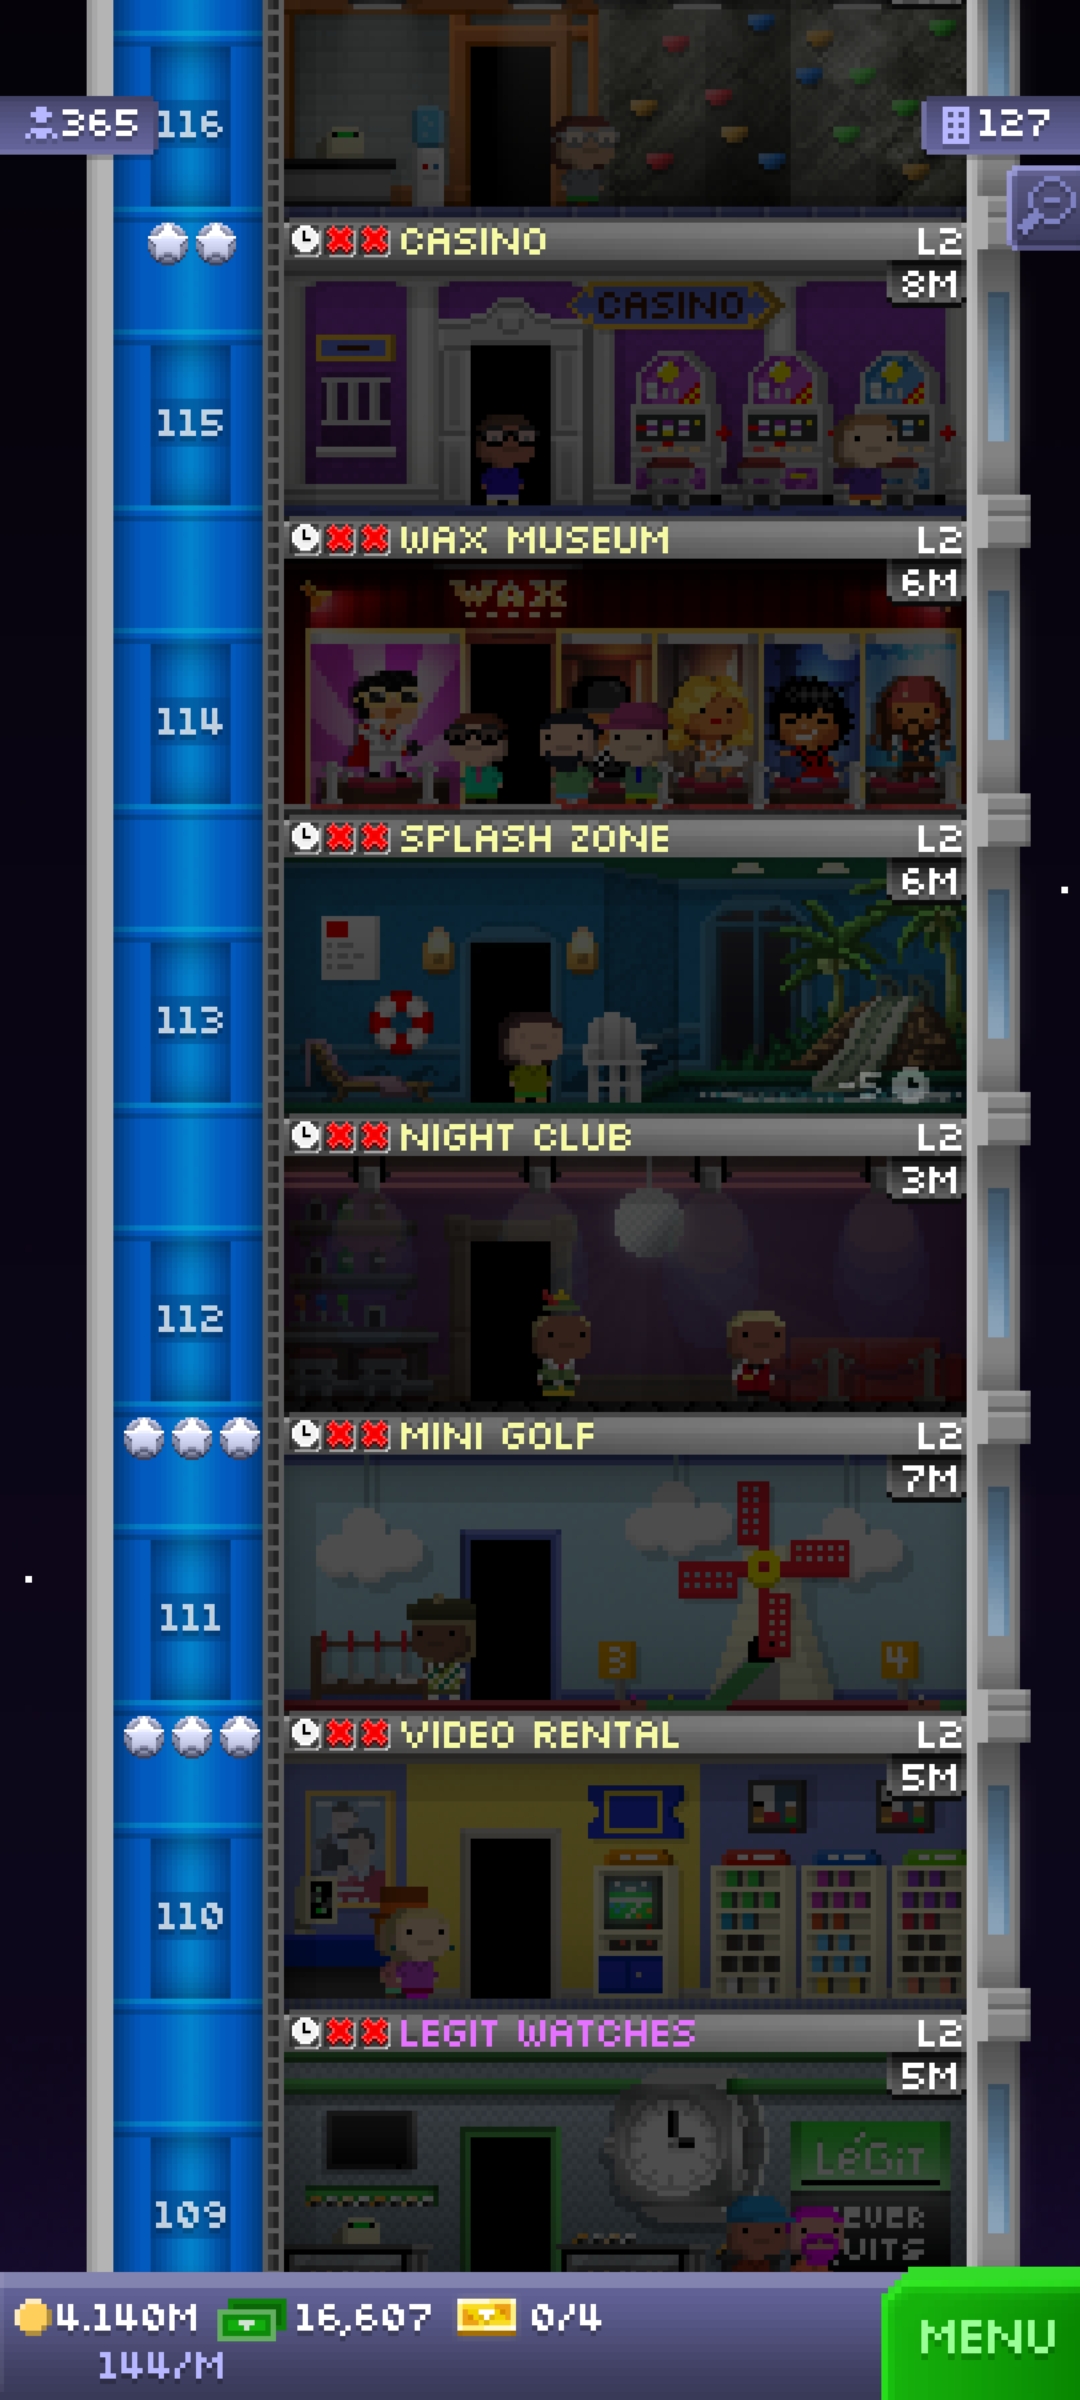 365
116
127
CASINO
L2
8M
CASINO
115
WAX MUSEUM
L2
6M
WAX
114
SPLASH ZONE
L2
6M
113
-5
NIGHT CLUB
L2
3M
112
MINI GOLF
L2
7M
111
3
4
VIDEO RENTAL
L2
5M
110
LEGIT WATCHES
L2
5M
LéGiT
109
4.140M
16,607
0/4
MENU
144/M